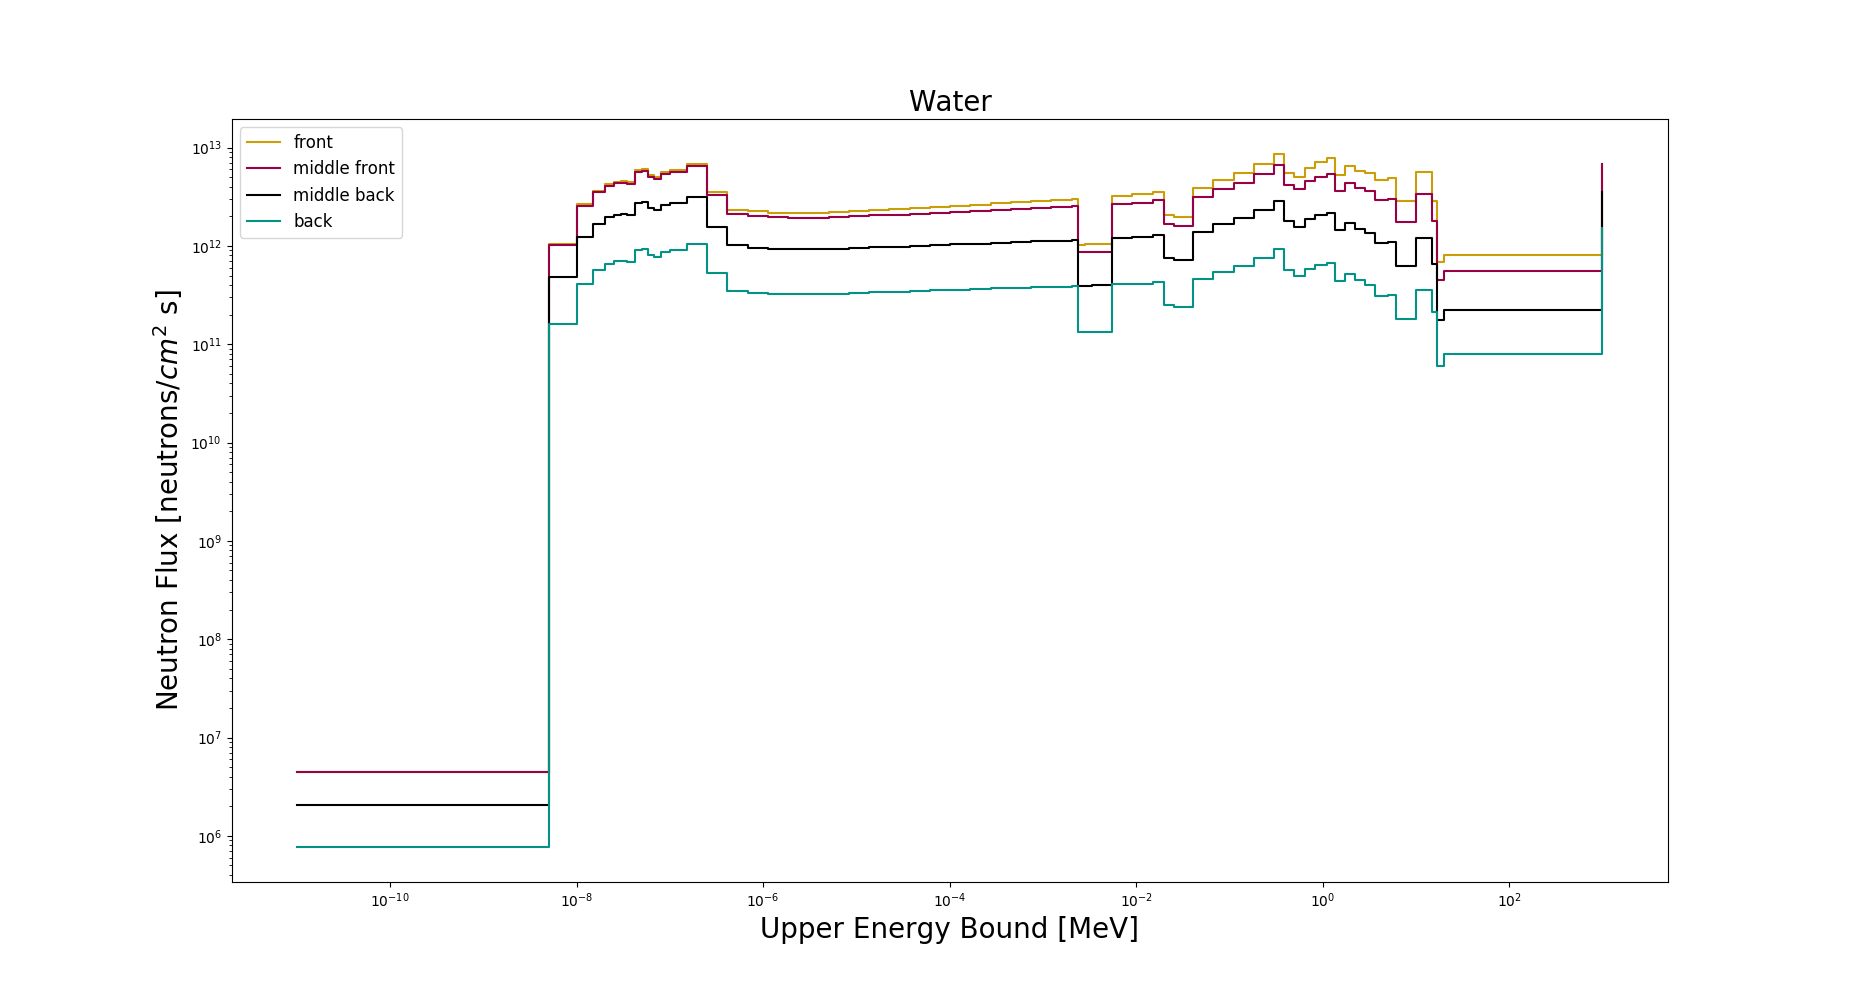 Water
front
middle front
middle back
back
Neutron Flux [neutrons/cm² s]
10¹³
10¹²
10¹¹
10¹⁰
10⁹
10⁸
10⁷
10⁶
10⁻¹⁰ 10⁻⁸ 10⁻⁶ 10⁻⁴ 10⁻² 10⁰ 10²
Upper Energy Bound [MeV]